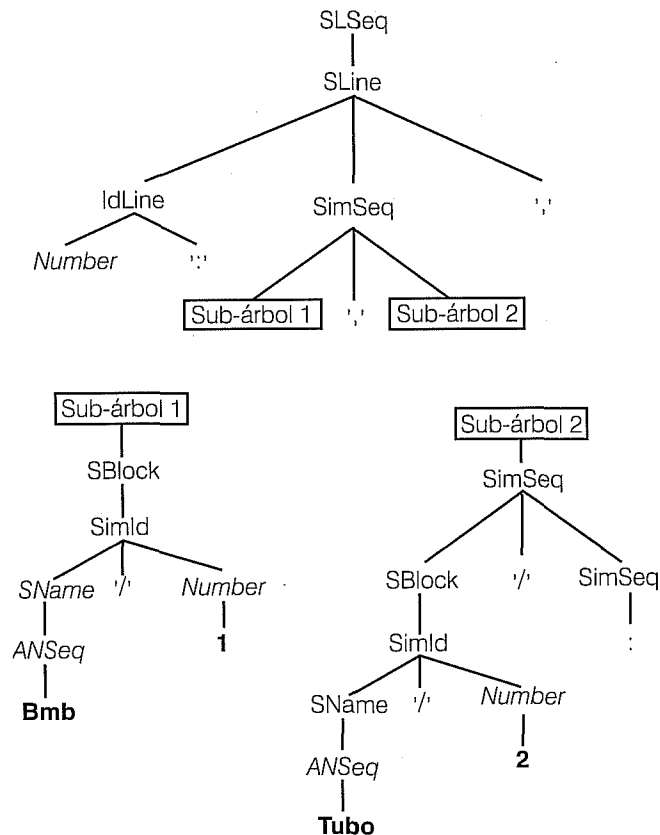 SLSeq
SLine
IdLine SimSeq ','
Number ':'
Sub-árbol 1 ',' Sub-árbol 2
Sub-árbol 1
SBlock
SimId
SName '/' Number
ANSeq 1
Bmb
Sub-árbol 2
SimSeq
SBlock '/' SimSeq
SimId :
SName '/' Number
ANSeq 2
Tubo